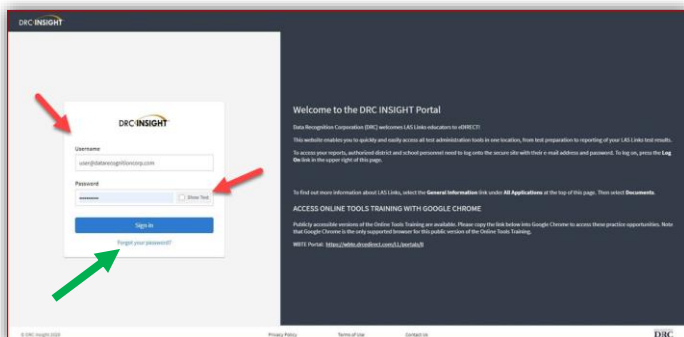 DRC INSIGHT
DRC INSIGHT
Username
user@datarecognitioncorp.com
Password
Show Text
Sign in
Forgot your password?
Welcome to the DRC INSIGHT Portal
Data Recognition Corporation (DRC) welcomes LAS Links educators to eDIRECT!
This website enables you to quickly and easily access all test administration tools in one location, from test preparation to reporting of your LAS Links test results.
To access your reports, authorized district and school personnel need to log onto the secure site with their e-mail address and password. To log on, press the Log
On link in the upper right of this page.
To find out more information about LAS Links, select the General Information link under All Applications at the top of this page. Then select Documents.
ACCESS ONLINE TOOLS TRAINING WITH GOOGLE CHROME
Publicly accessible versions of the Online Tools Training are available. Please copy the link below into Google Chrome to access these practice opportunities. Note
that Google Chrome is the only supported browser for this public version of the Online Tools Training.
WBTE Portal: https://wbte.drcedirect.com/LL/portals/ll
© DRC Insight 2020
Privacy Policy
Terms of Use
Contact Us
DRC